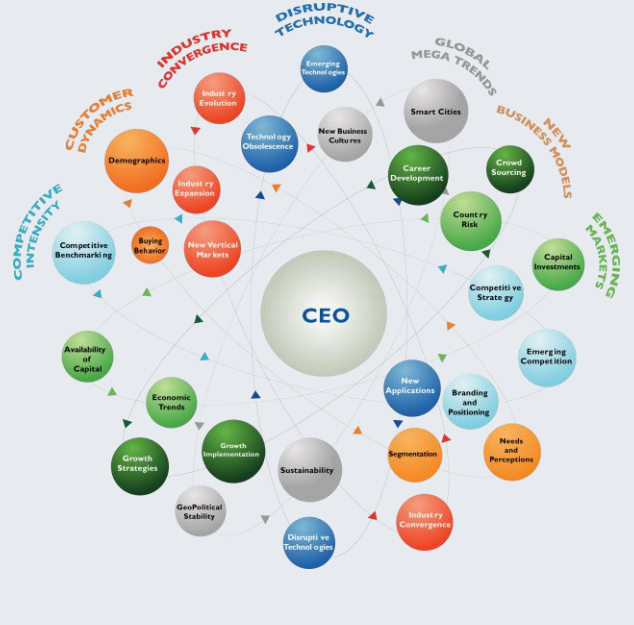 DISRUPTIVE
TECHNOLOGY
INDUSTRY
CONVERGENCE
GLOBAL
MEGA TRENDS
CUSTOMER
DYNAMICS
NEW
BUSINESS MODELS
COMPETITIVE
INTENSITY
EMERGING
MARKETS
Emerging
Technologies
Industry
Evolution
Smart Cities
Technology
Obsolescence
New Business
Cultures
Demographics
Career
Development
Crowd
Sourcing
Industry
Expansion
Country
Risk
Competitive
Benchmarking
Buying
Behavior
New Vertical
Markets
Capital
Investments
Competitive
Strategy
CEO
Availability
of
Capital
Emerging
Competition
Economic
Trends
New
Applications
Branding
and
Positioning
Growth
Strategies
Growth
Implementation
Sustainability
Segmentation
Needs
and
Perceptions
GeoPolitical
Stability
Disruptive
Technologies
Industry
Convergence